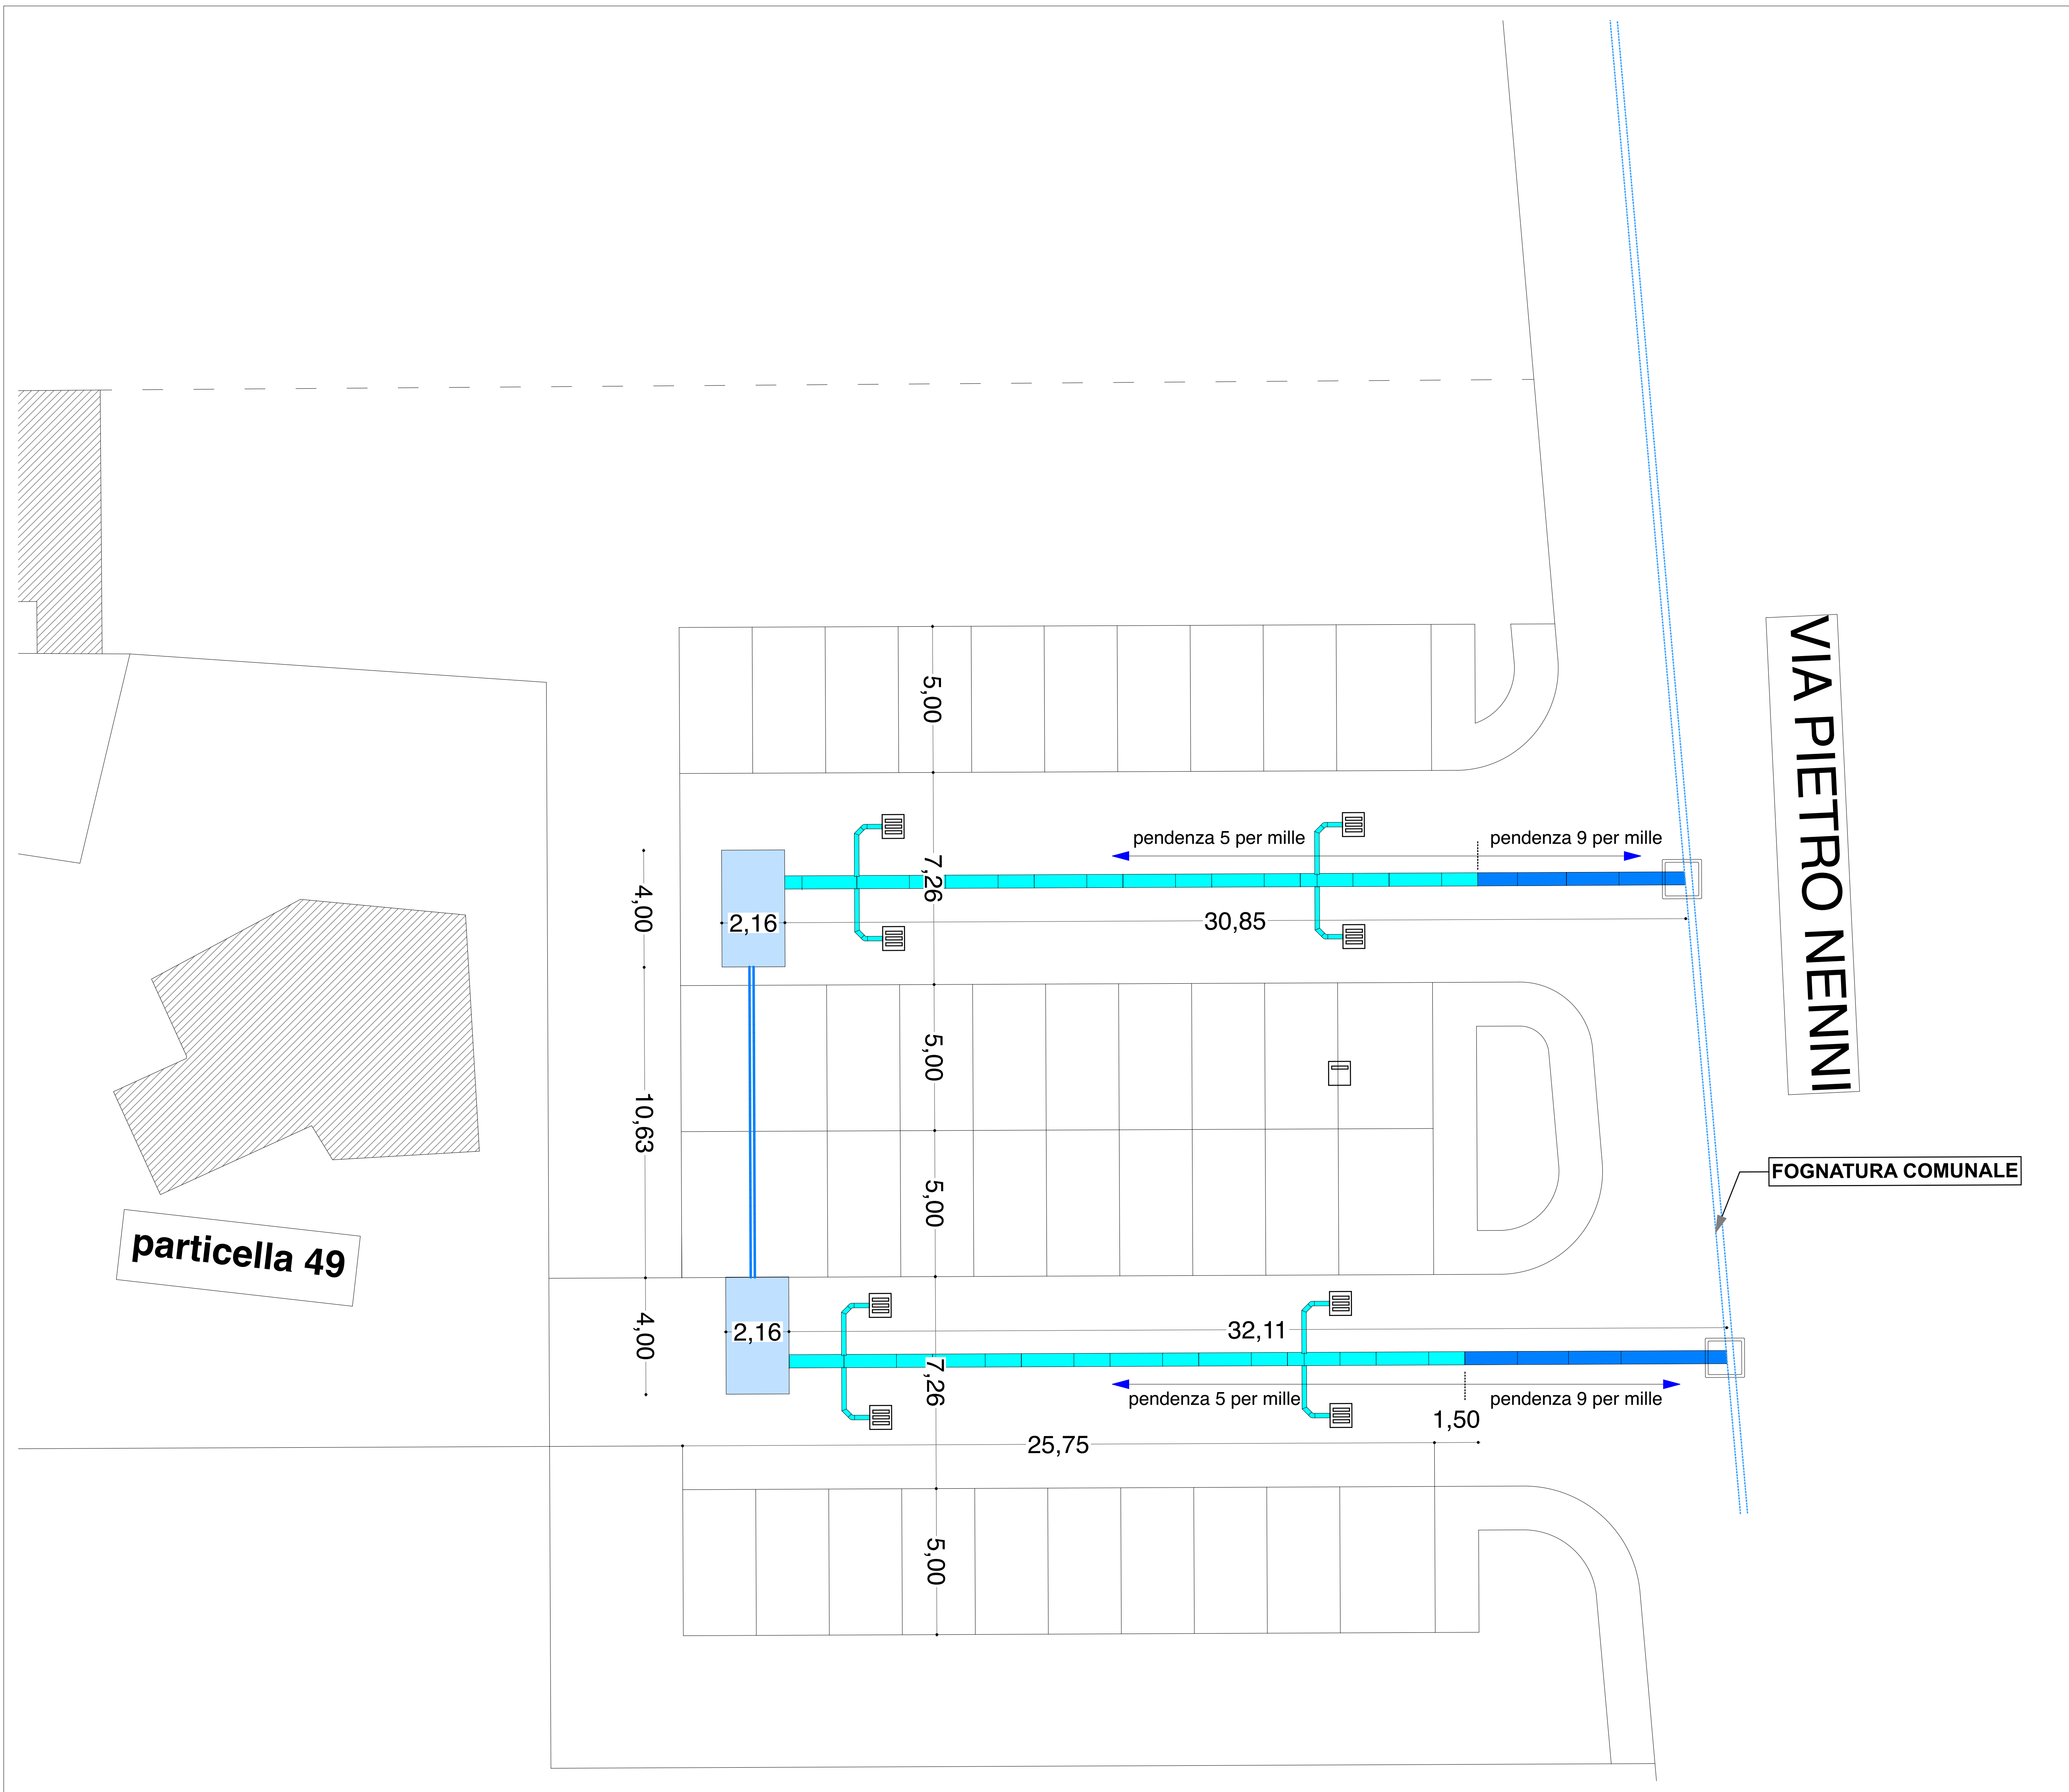 5,00
VIA PIETRO NENNI
pendenza 5 per mille
pendenza 9 per mille
7,26
4,00
2,16
30,85
5,00
10,63
5,00
FOGNATURA COMUNALE
particella 49
4,00
2,16
32,11
7,26
pendenza 5 per mille
pendenza 9 per mille
1,50
25,75
5,00